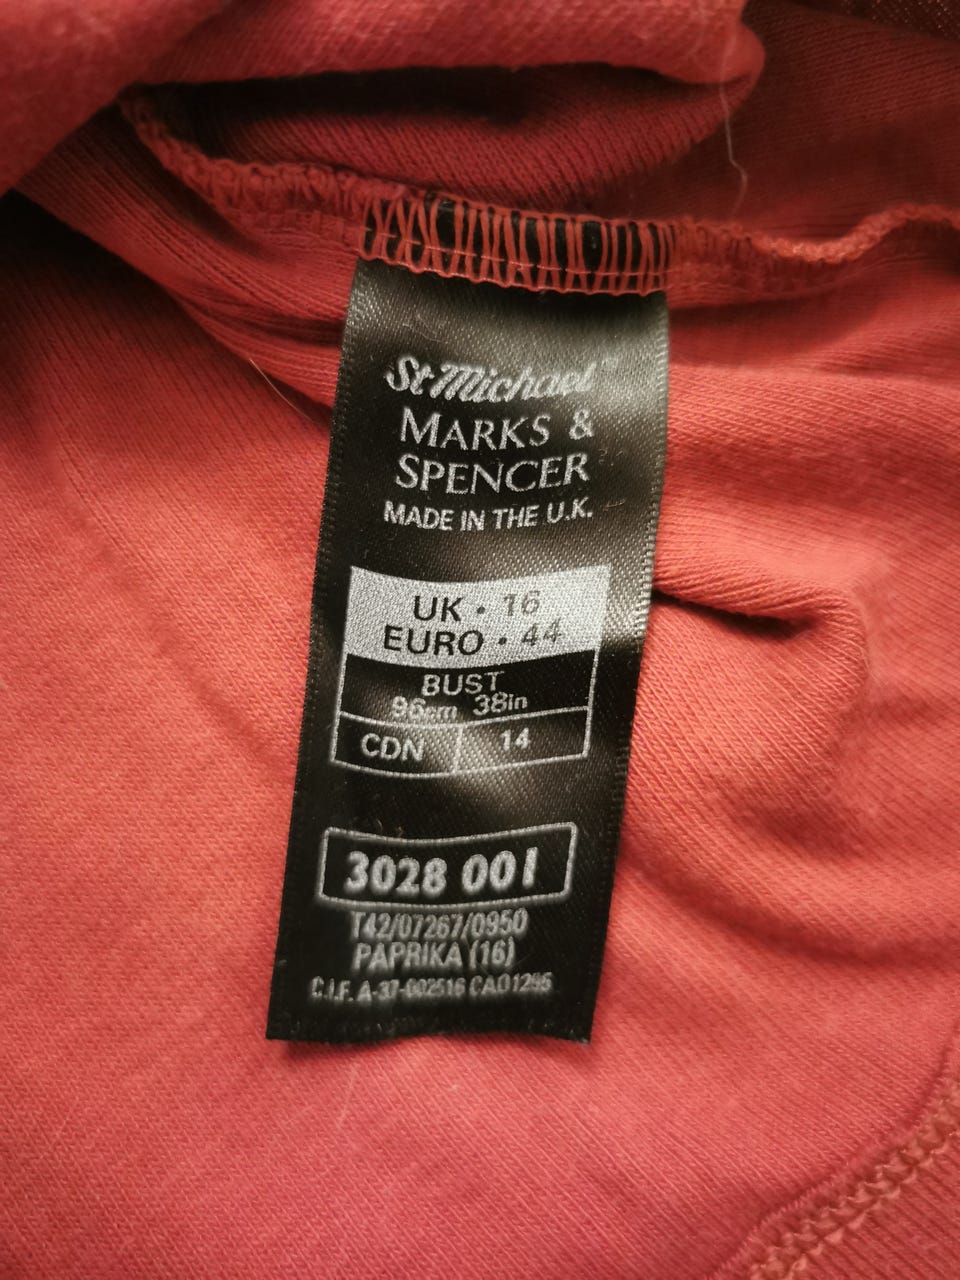 St Michael
MARKS &
SPENCER
MADE IN THE U.K.
UK · 16
EURO · 44
BUST
96cm 38in
CDN 14
3028 001
T42/07267/0950
PAPRIKA (16)
C.I.F. A-37-002516 CA01295